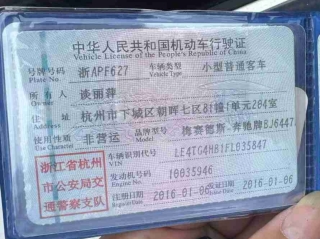 中华人民共和国机动车行驶证
Vehicle License of the People's Republic of China
号牌号码 浙APF627 车辆类型 小型普通客车
Plate No. Vehicle Type
所有人 谈丽萍
Owner
住址 杭州市下城区朝晖七区81幢1单元204室
Address
使用性质 非营运 品牌型号 梅赛德斯-奔驰牌BJ6447
Use Character Model
浙江省杭州市公安局交通警察支队
车辆识别代号 LE4TG4HB1FL035847
VIN
发动机号码 10035946
Engine No.
注册日期 2016-01-06 发证日期 2016-01-06
Register Date Issue Date